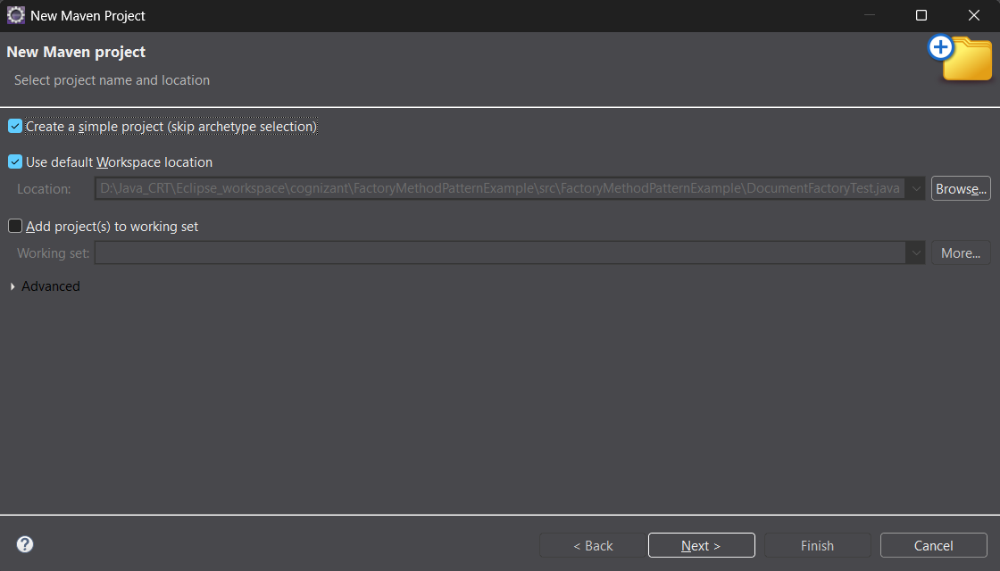 New Maven Project
New Maven project
Select project name and location
Create a simple project (skip archetype selection)
Use default Workspace location
Location: D:\Java_CRT\Eclipse_workspace\cognizant\FactoryMethodPatternExample\src\FactoryMethodPatternExample\DocumentFactoryTest.java Browse...
Add project(s) to working set
Working set: More...
Advanced
? < Back Next > Finish Cancel